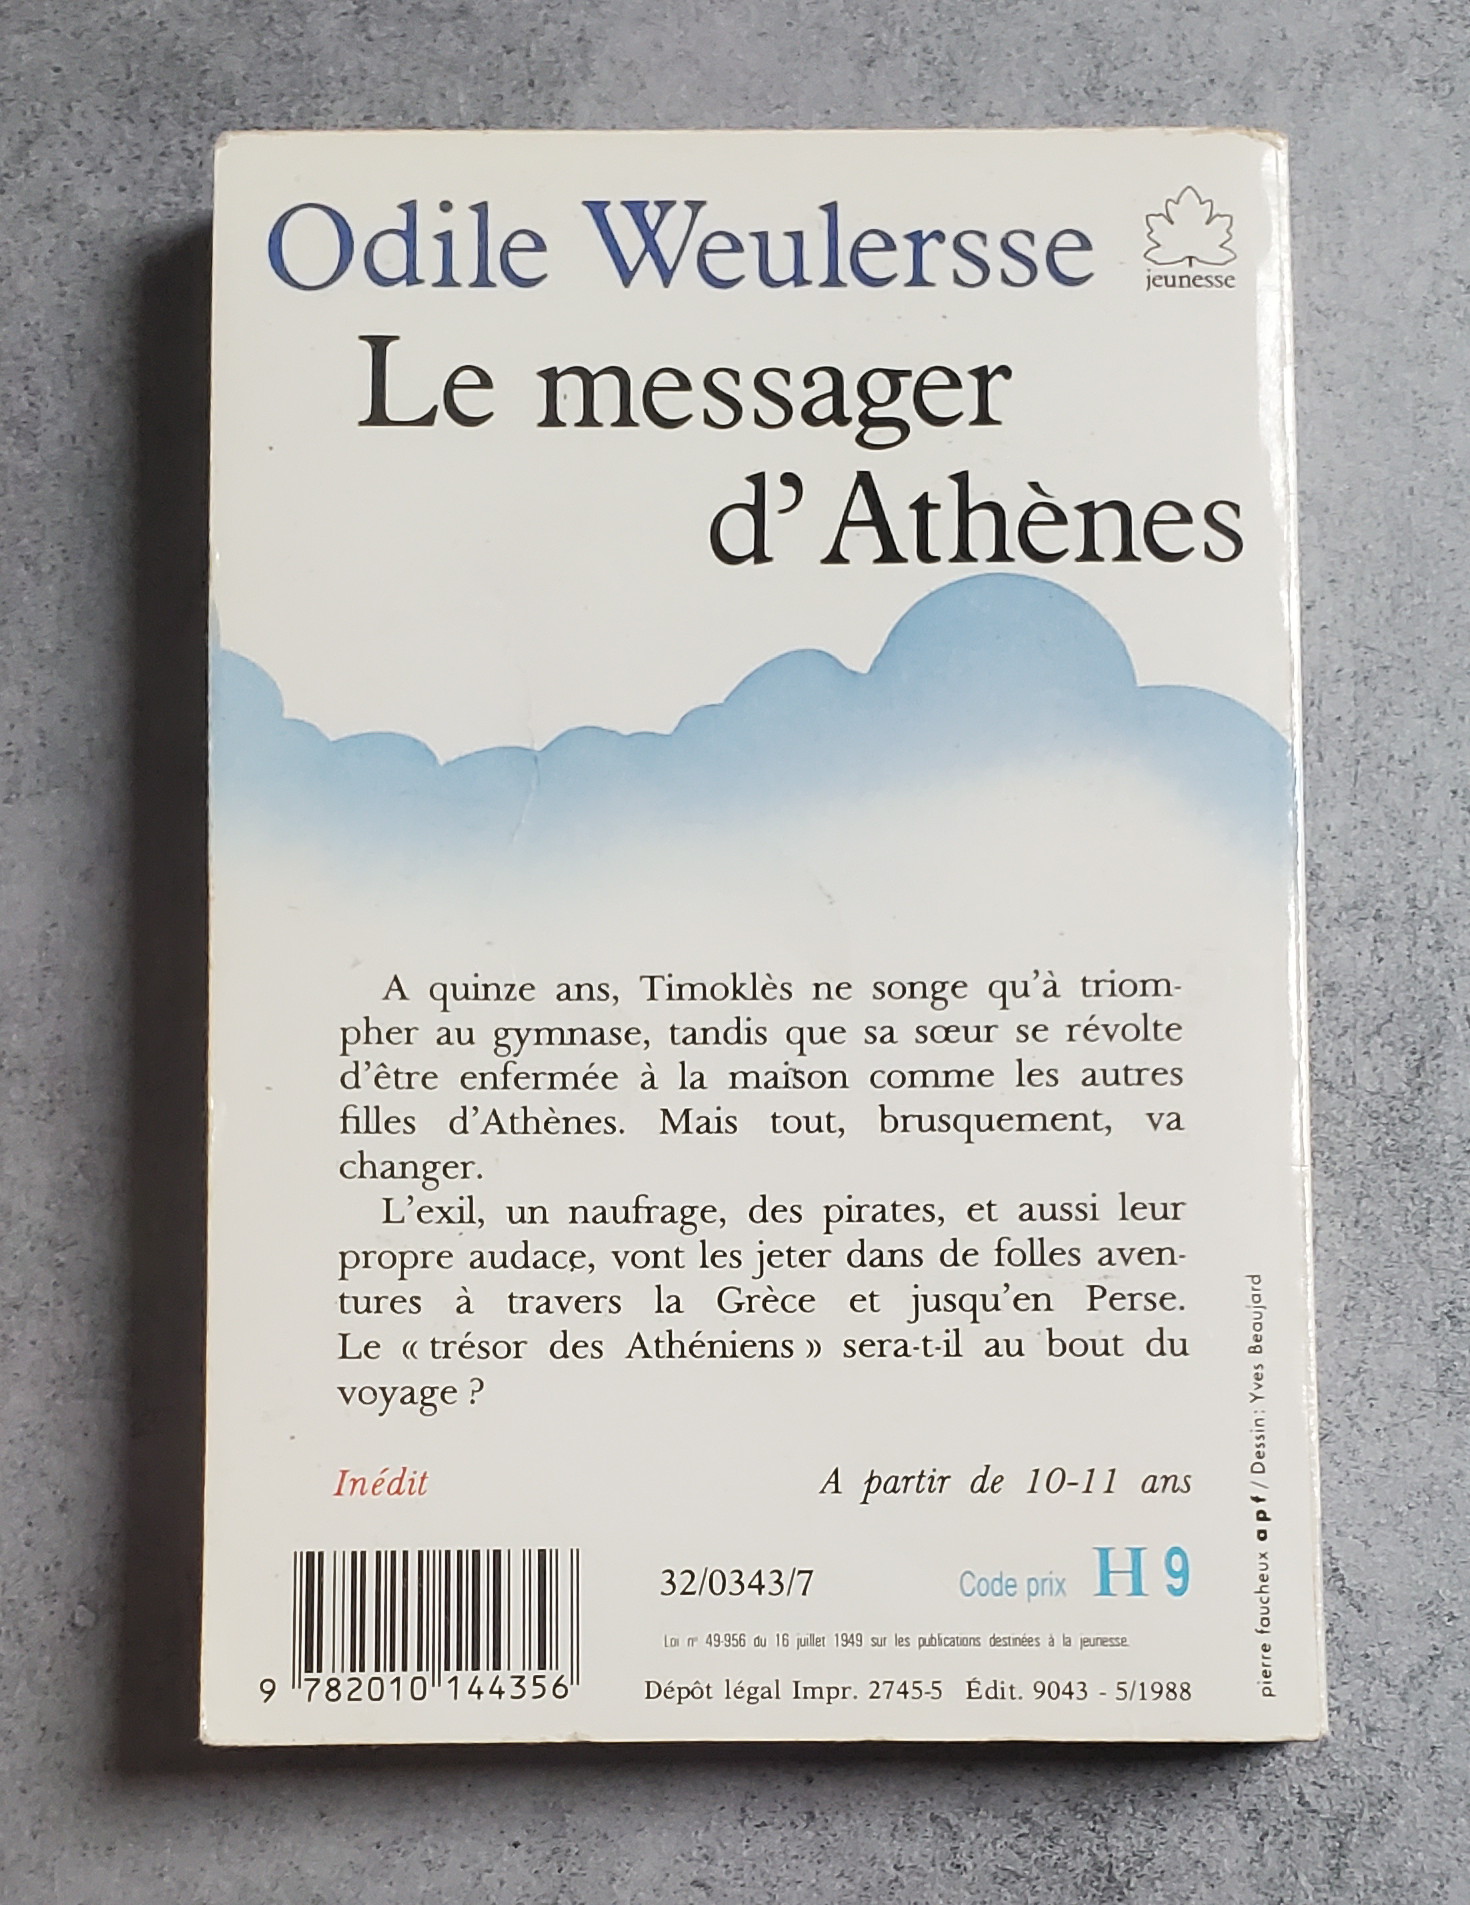 Odile Weulersse
jeunesse
Le messager
d'Athènes
A quinze ans, Timoklès ne songe qu'à triom-
pher au gymnase, tandis que sa sœur se révolte
d'être enfermée à la maison comme les autres
filles d'Athènes. Mais tout, brusquement, va
changer.
L'exil, un naufrage, des pirates, et aussi leur
propre audace, vont les jeter dans de folles aven-
tures à travers la Grèce et jusqu'en Perse.
Le « trésor des Athéniens » sera-t-il au bout du
voyage ?
Inédit
A partir de 10-11 ans
32/0343/7
Code prix H 9
Loi n° 49-956 du 16 juillet 1949 sur les publications destinées à la jeunesse.
9 782010 144356
Dépôt légal Impr. 2745-5 Édit. 9043 - 5/1988
pierre faucheux apf / Dessin: Yves Beaujard